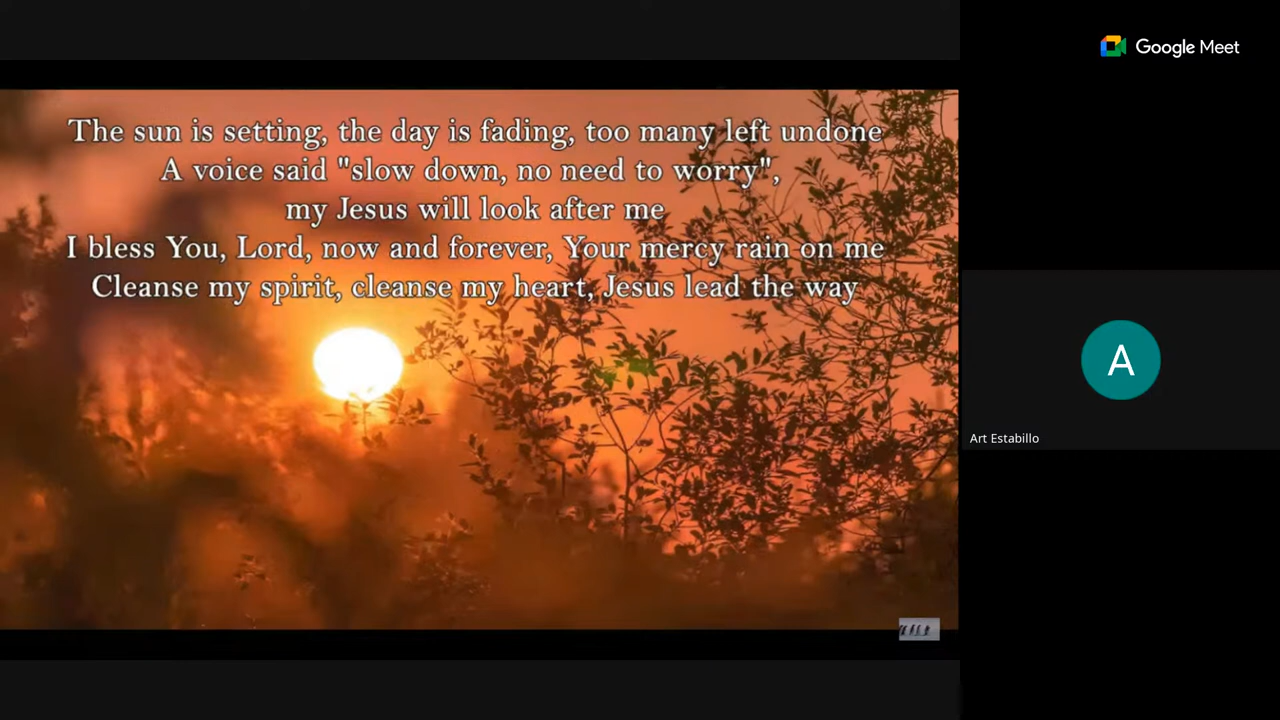 The sun is setting, the day is fading, too many left undone
A voice said "slow down, no need to worry",
my Jesus will look after me
I bless You, Lord, now and forever, Your mercy rain on me
Cleanse my spirit, cleanse my heart, Jesus lead the way
Google Meet
A
Art Estabillo